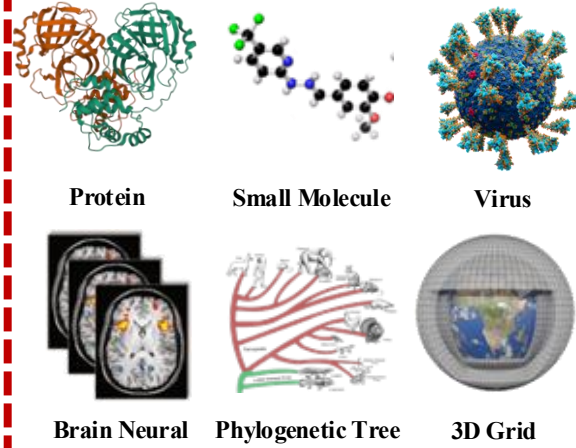 Protein
Small Molecule
Virus
Brain Neural
Phylogenetic Tree
3D Grid